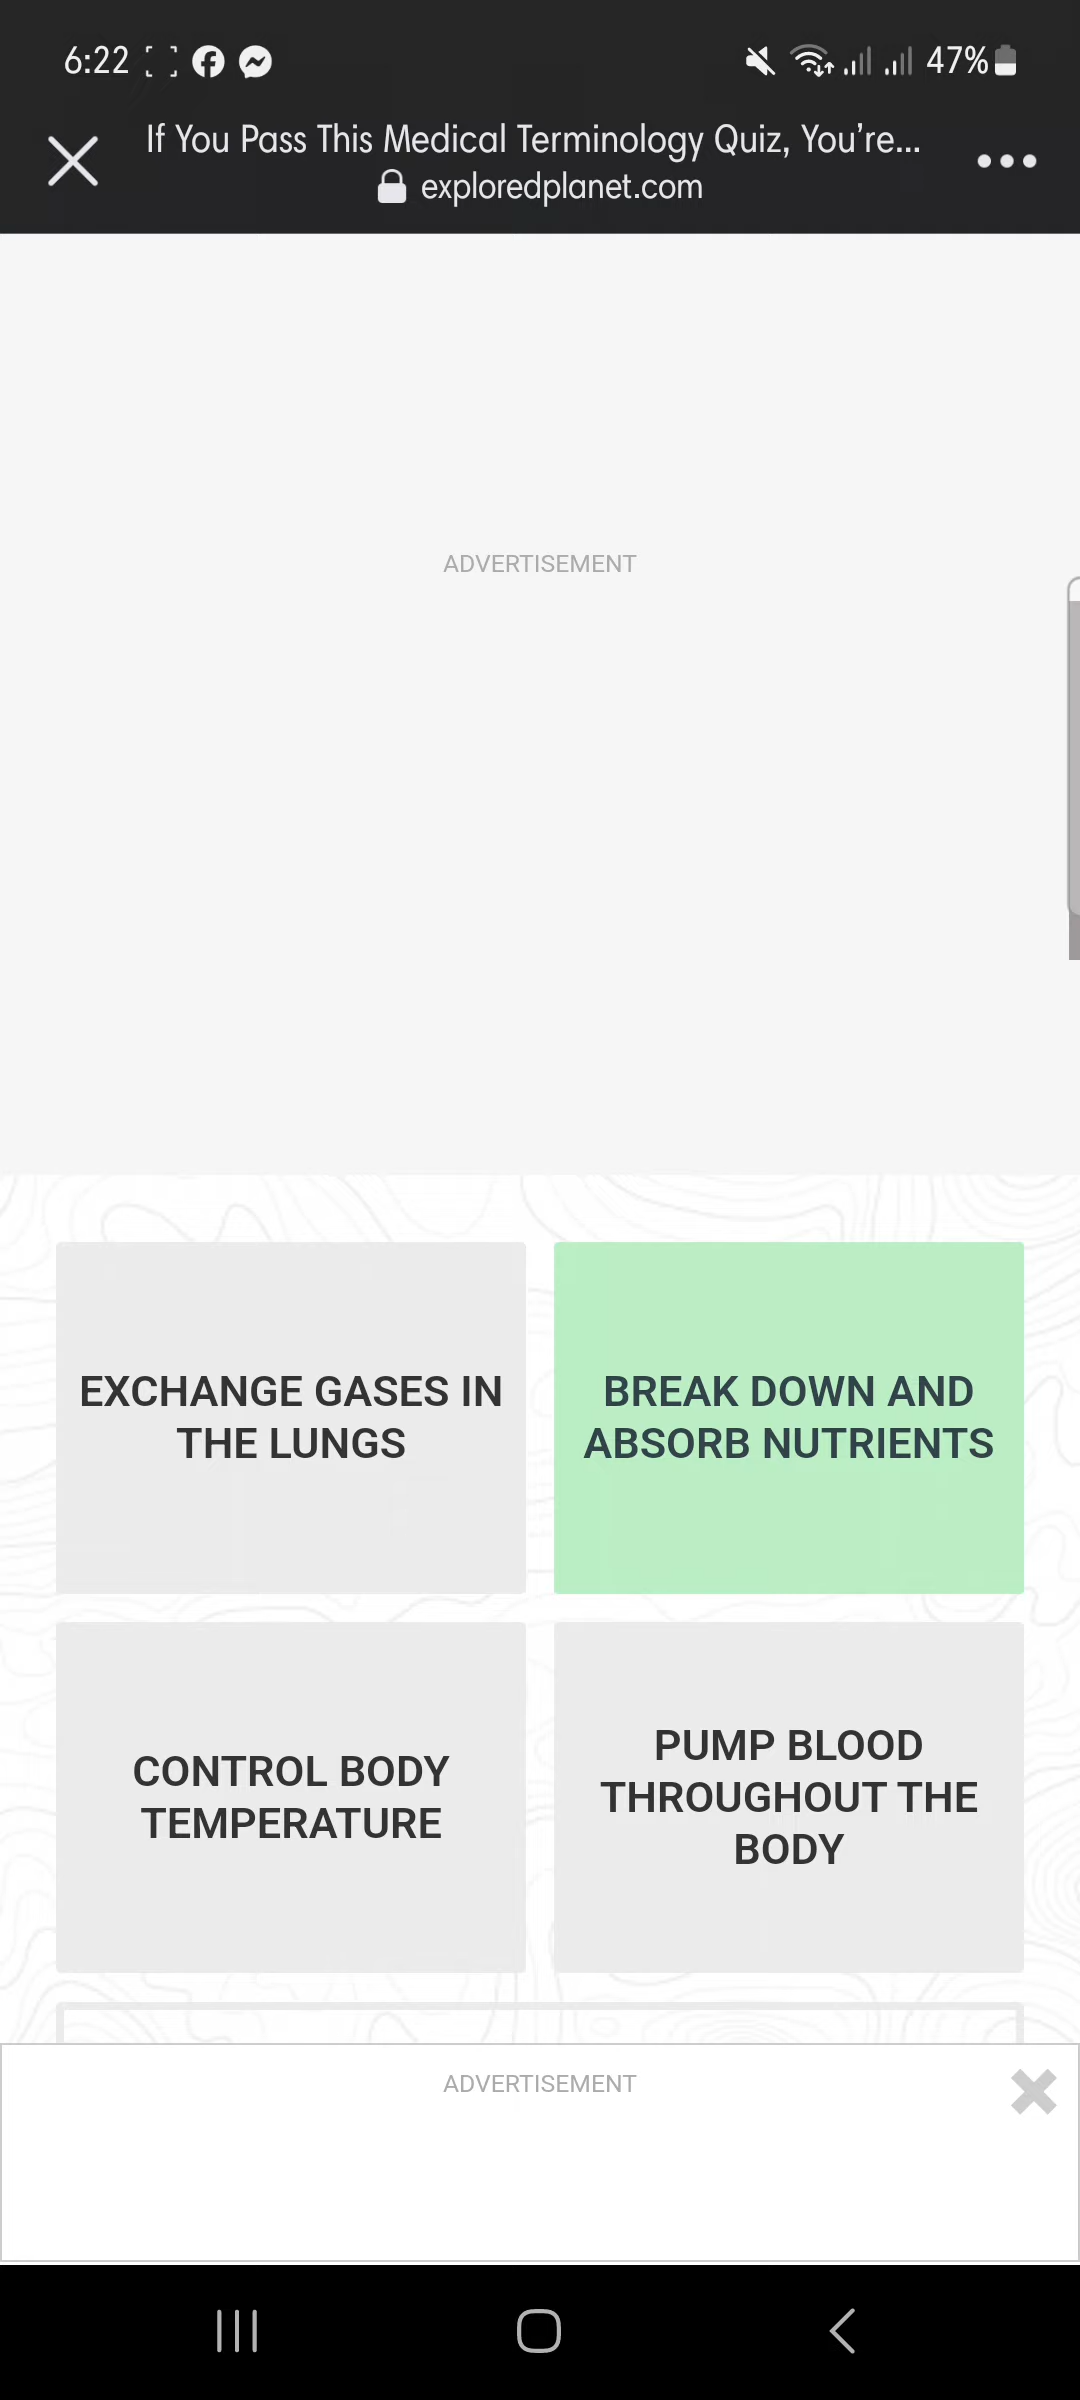 6:22
47%
If You Pass This Medical Terminology Quiz, You’re...
exploredplanet.com
ADVERTISEMENT
EXCHANGE GASES IN
THE LUNGS
BREAK DOWN AND
ABSORB NUTRIENTS
CONTROL BODY
TEMPERATURE
PUMP BLOOD
THROUGHOUT THE
BODY
ADVERTISEMENT